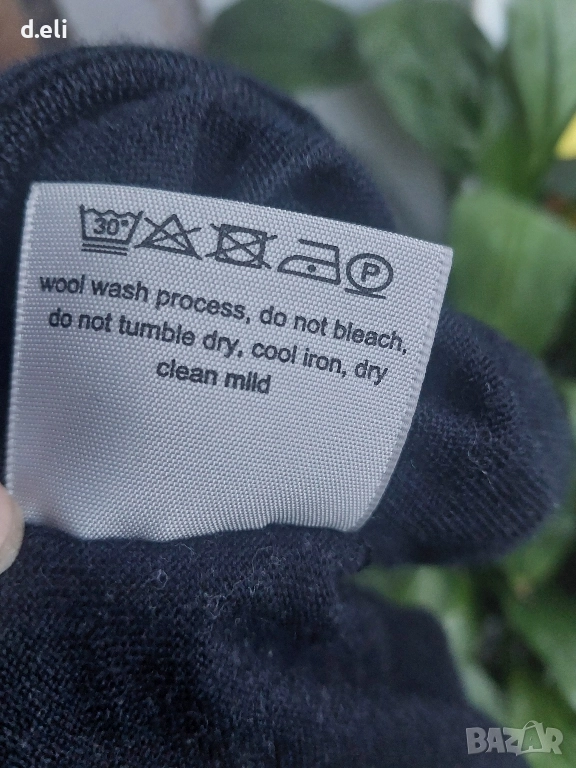 d.eli
30°
P
wool wash process, do not bleach,
do not tumble dry, cool iron, dry
clean mild
BAZAR